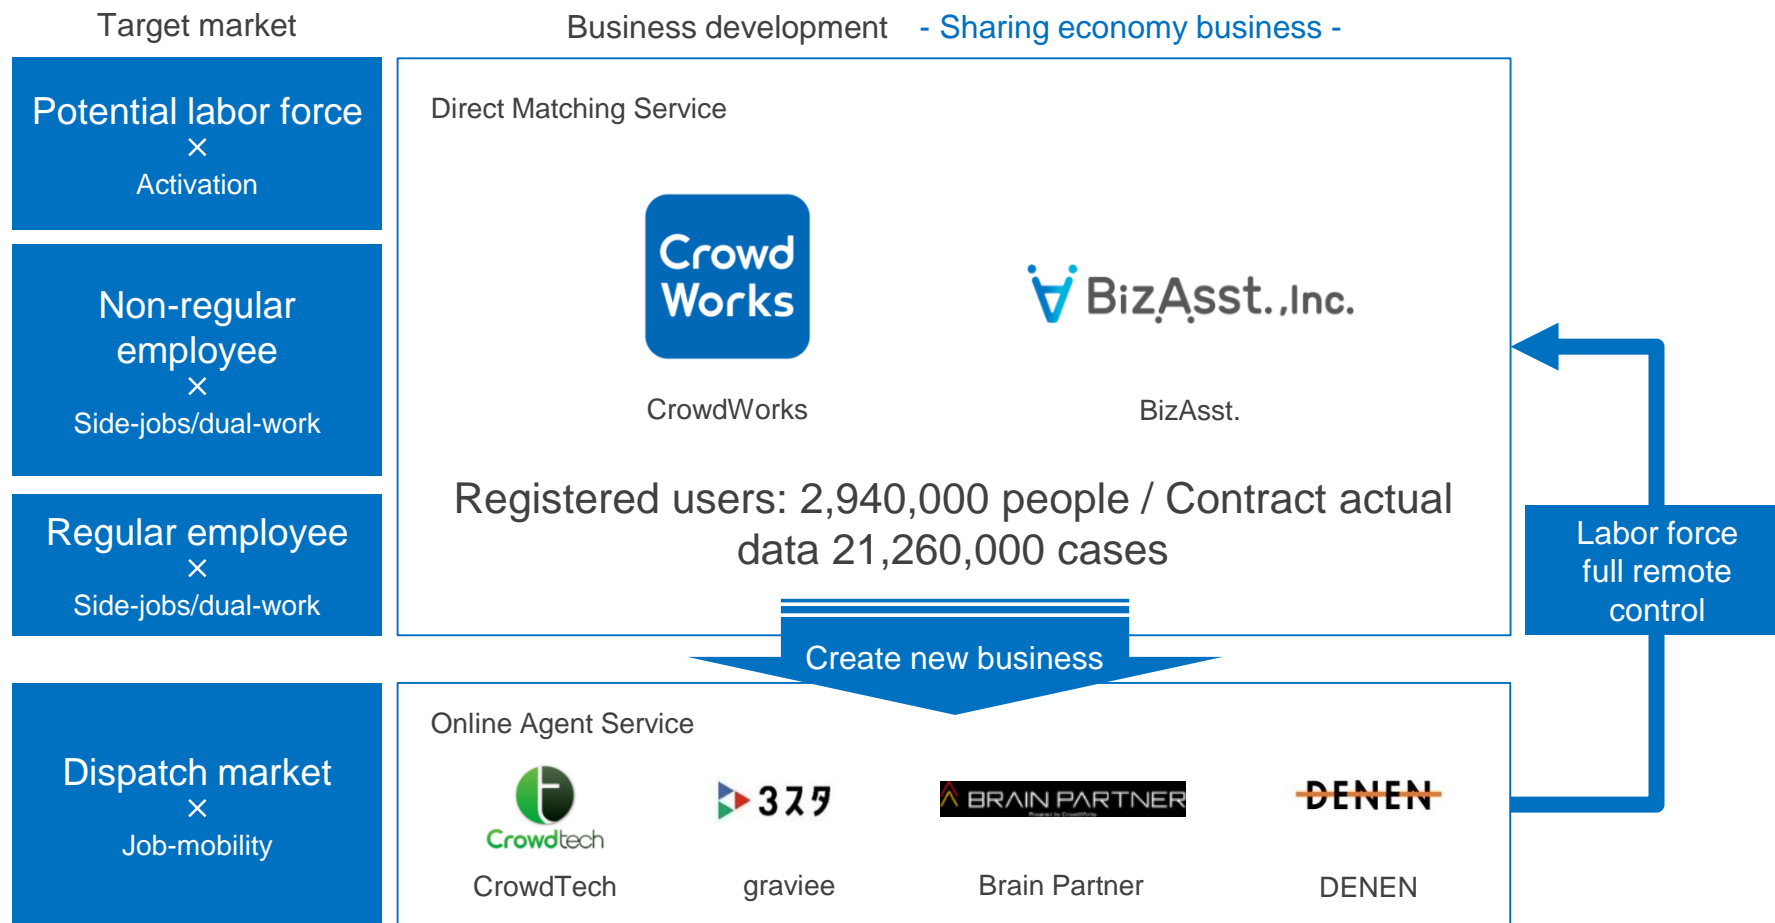 Target market
Business development - Sharing economy business -
Potential labor force
×
Activation
Non-regular
employee
×
Side-jobs/dual-work
Regular employee
×
Side-jobs/dual-work
Dispatch market
×
Job-mobility
Direct Matching Service
Crowd
Works
BizAsst.,Inc.
CrowdWorks
BizAsst.
Registered users: 2,940,000 people / Contract actual
data 21,260,000 cases
Create new business
Labor force
full remote
control
Online Agent Service
Crowdtech
3スタ
BRAIN PARTNER
Powered by CrowdWorks
DENEN
CrowdTech
graviee
Brain Partner
DENEN